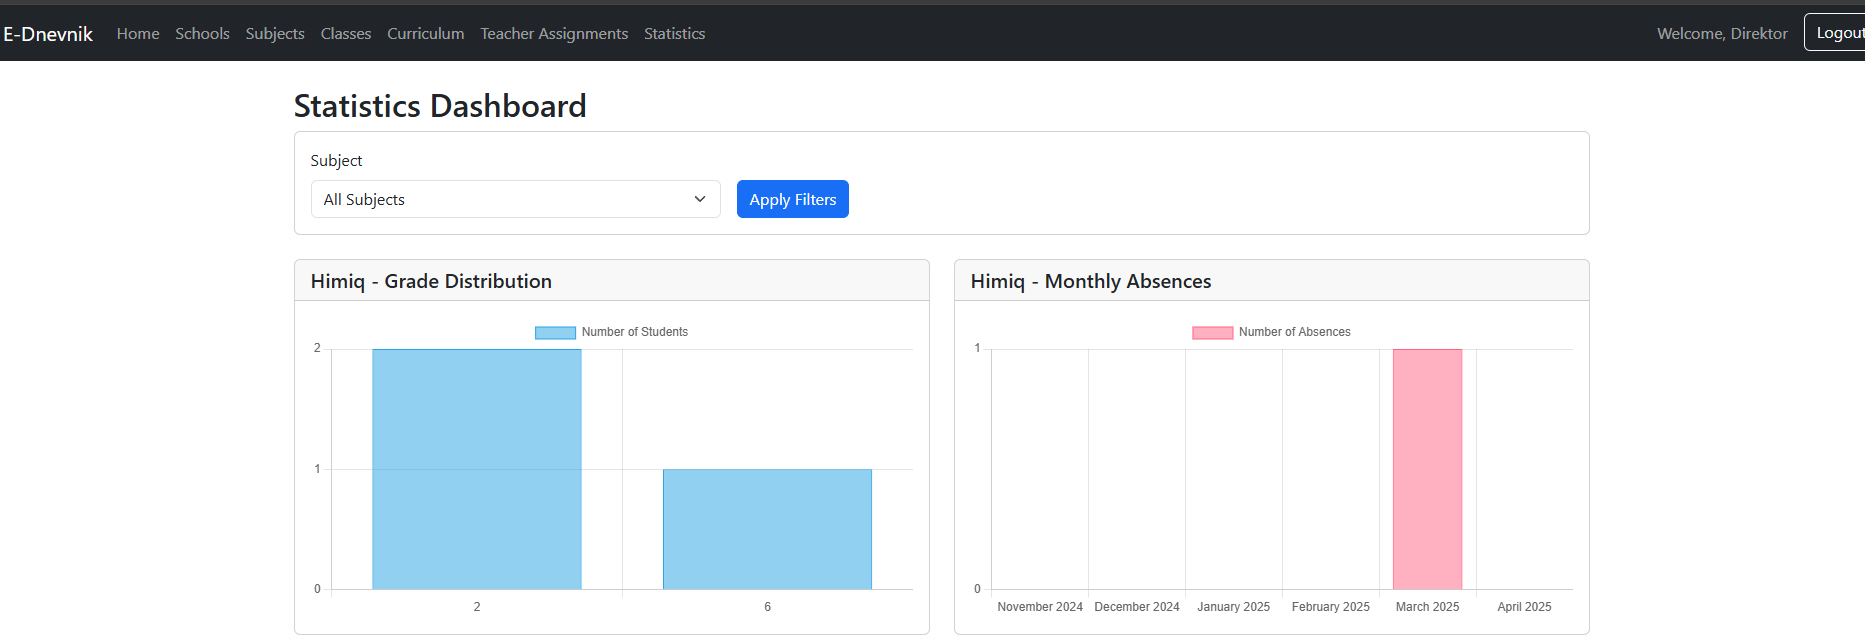 E-Dnevnik Home Schools Subjects Classes Curriculum Teacher Assignments Statistics Welcome, Direktor Logout
Statistics Dashboard
Subject
All Subjects Apply Filters
Himiq - Grade Distribution
Number of Students
2
1
0
2 6
Himiq - Monthly Absences
Number of Absences
1
0
November 2024 December 2024 January 2025 February 2025 March 2025 April 2025